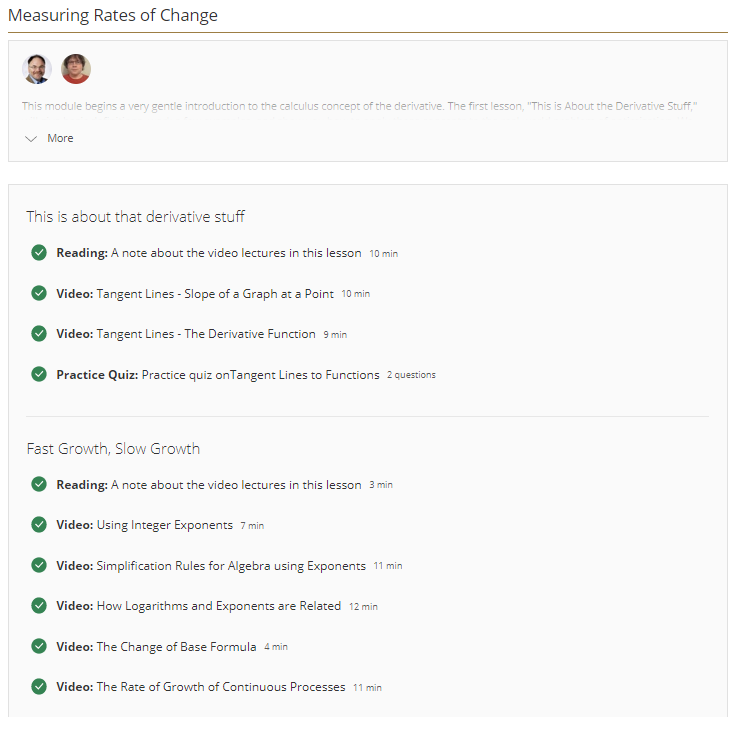 Measuring Rates of Change
This module begins a very gentle introduction to the calculus concept of the derivative. The first lesson, "This is About the Derivative Stuff,"
More
This is about that derivative stuff
Reading: A note about the video lectures in this lesson 10 min
Video: Tangent Lines - Slope of a Graph at a Point 10 min
Video: Tangent Lines - The Derivative Function 9 min
Practice Quiz: Practice quiz onTangent Lines to Functions 2 questions
Fast Growth, Slow Growth
Reading: A note about the video lectures in this lesson 3 min
Video: Using Integer Exponents 7 min
Video: Simplification Rules for Algebra using Exponents 11 min
Video: How Logarithms and Exponents are Related 12 min
Video: The Change of Base Formula 4 min
Video: The Rate of Growth of Continuous Processes 11 min